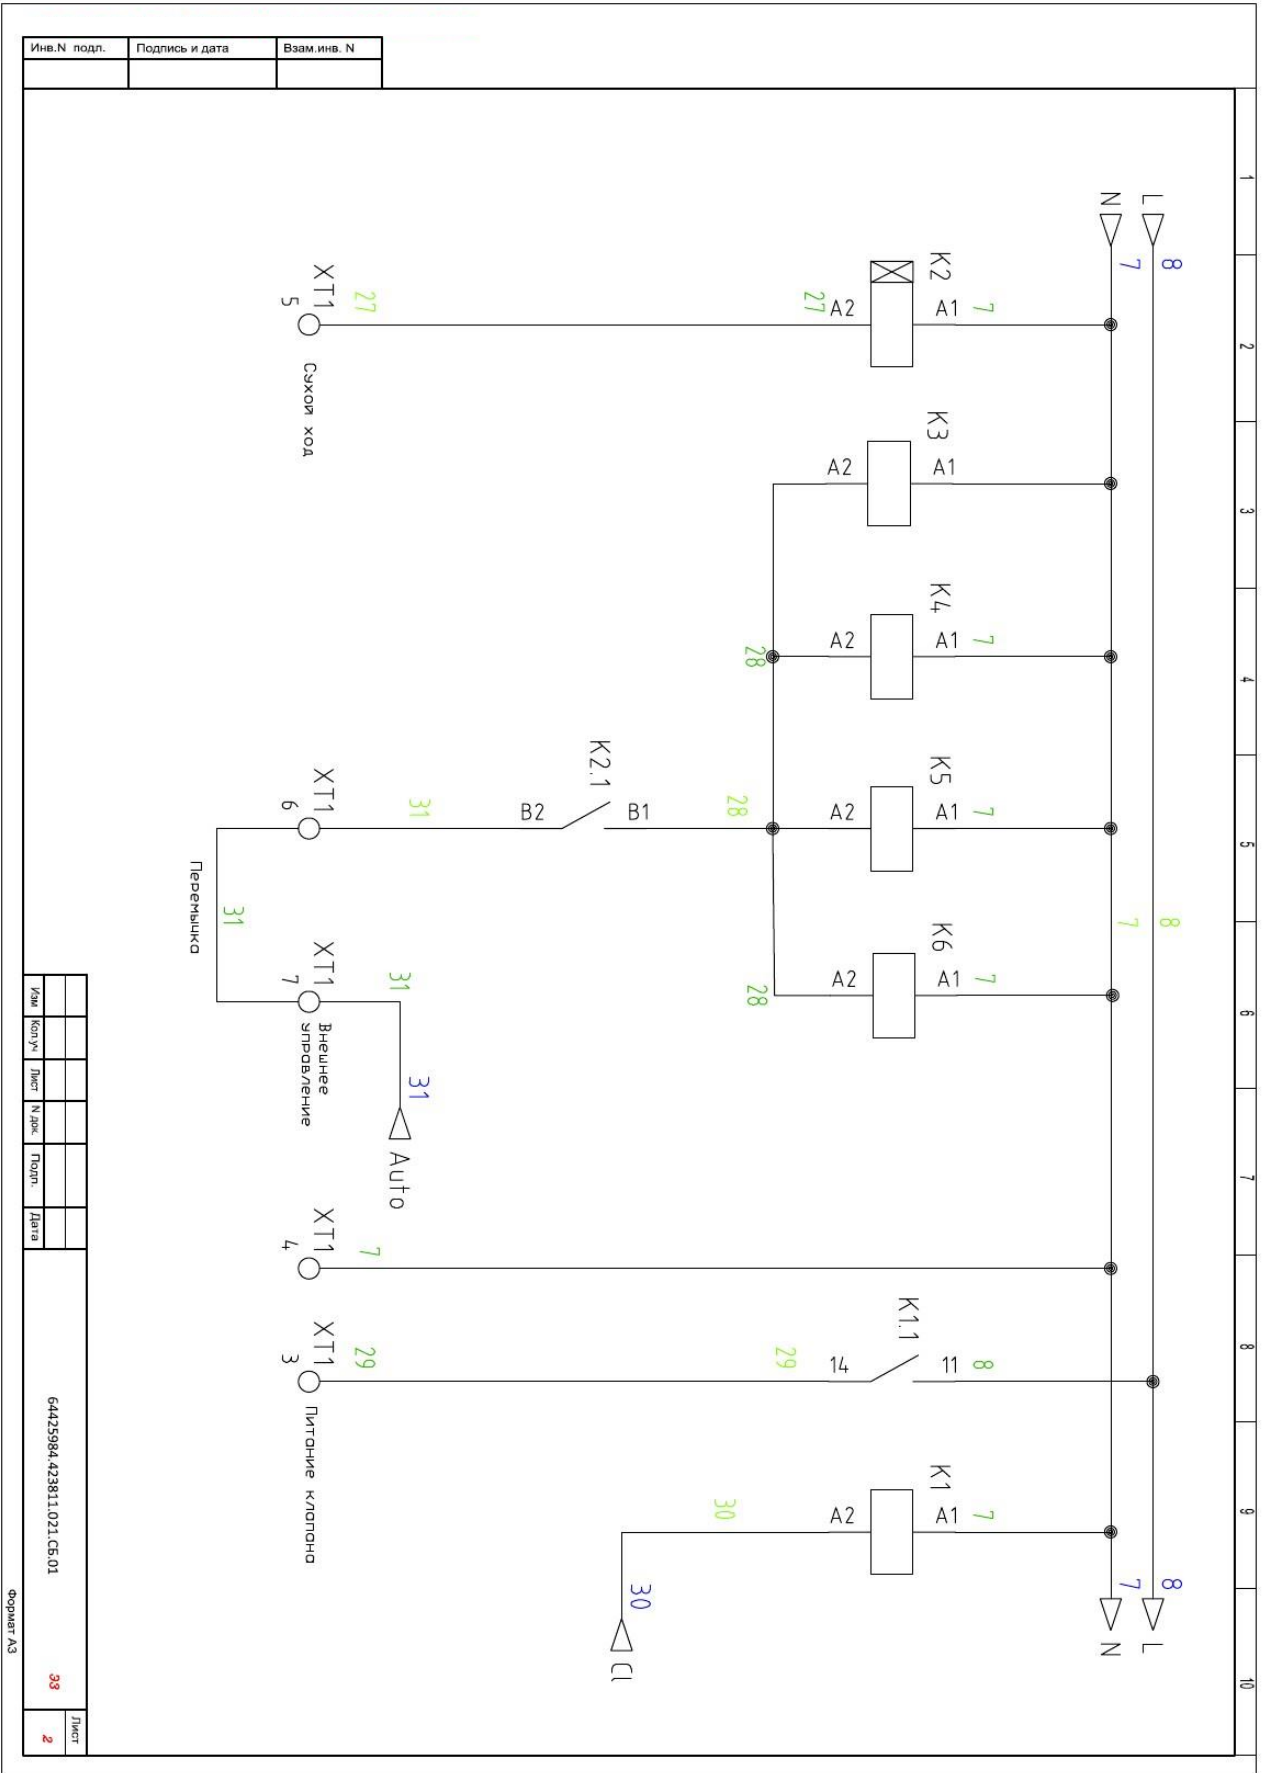 Инв.N подл.
Подпись и дата
Взам.инв. N
1
2
3
4
5
6
7
8
9
10
L
8
8
8
L
N
7
7
7
N
K2
A1
7
A2
27
27
XT1
5
Сухой ход
K3
A1
A2
K4
A1
7
A2
28
K5
A1
7
A2
28
K2.1
B1
B2
31
XT1
6
K6
A1
7
A2
28
Перемычка
31
XT1
7
Внешнее
управление
31
31
Auto
XT1
4
7
K1.1
11
8
14
29
29
XT1
3
Питание клапана
K1
A1
7
A2
30
30
Cl
Изм
Кол.уч
Лист
N док.
Подп.
Дата
64425984.423811.021.СБ.01
ЭЗ
Лист
2
Формат А3